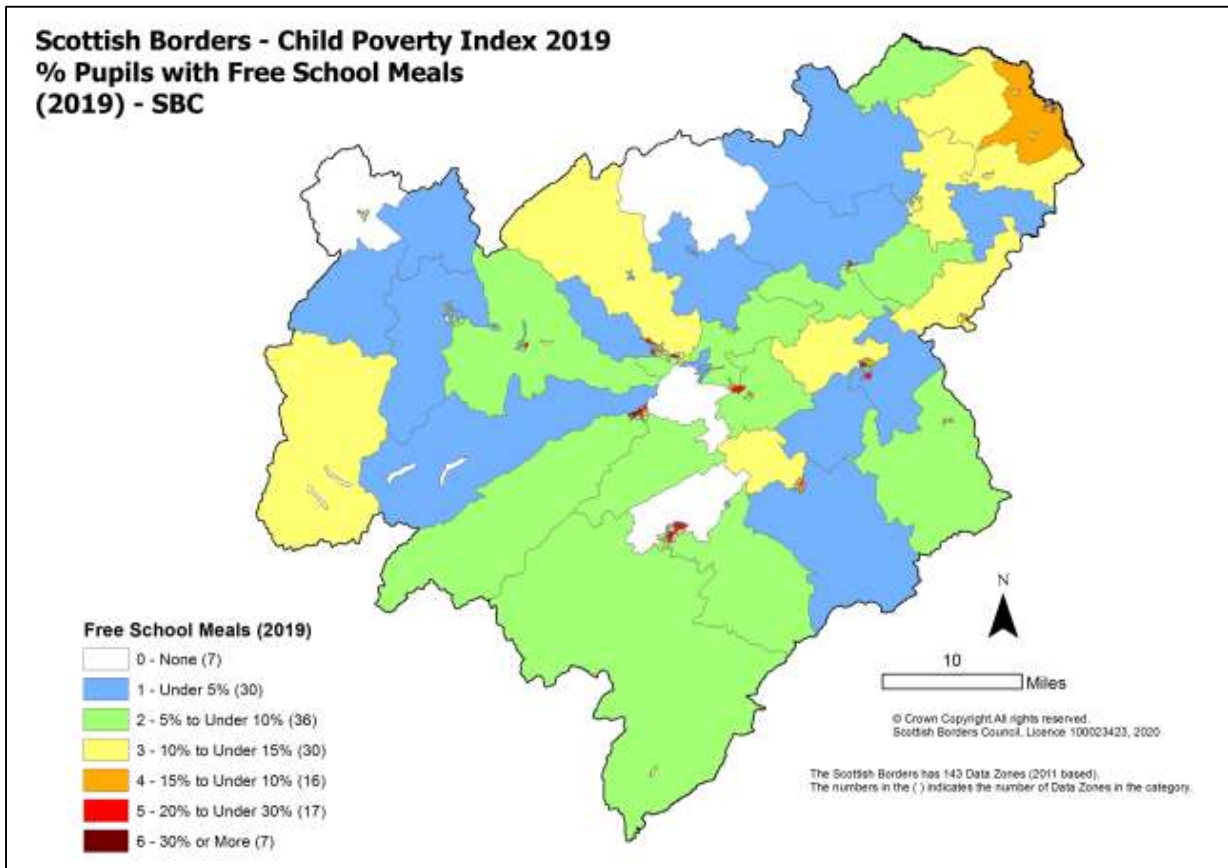 Scottish Borders - Child Poverty Index 2019
% Pupils with Free School Meals
(2019) - SBC
N
Free School Meals (2019)
0 - None (7)
1 - Under 5% (30)
2 - 5% to Under 10% (36)
3 - 10% to Under 15% (30)
4 - 15% to Under 10% (16)
5 - 20% to Under 30% (17)
6 - 30% or More (7)
10
Miles
© Crown Copyright.All rights reserved.
Scottish Borders Council, Licence 100023423, 2020
The Scottish Borders has 143 Data Zones (2011 based).
The numbers in the ( ) indicates the number of Data Zones in the category.